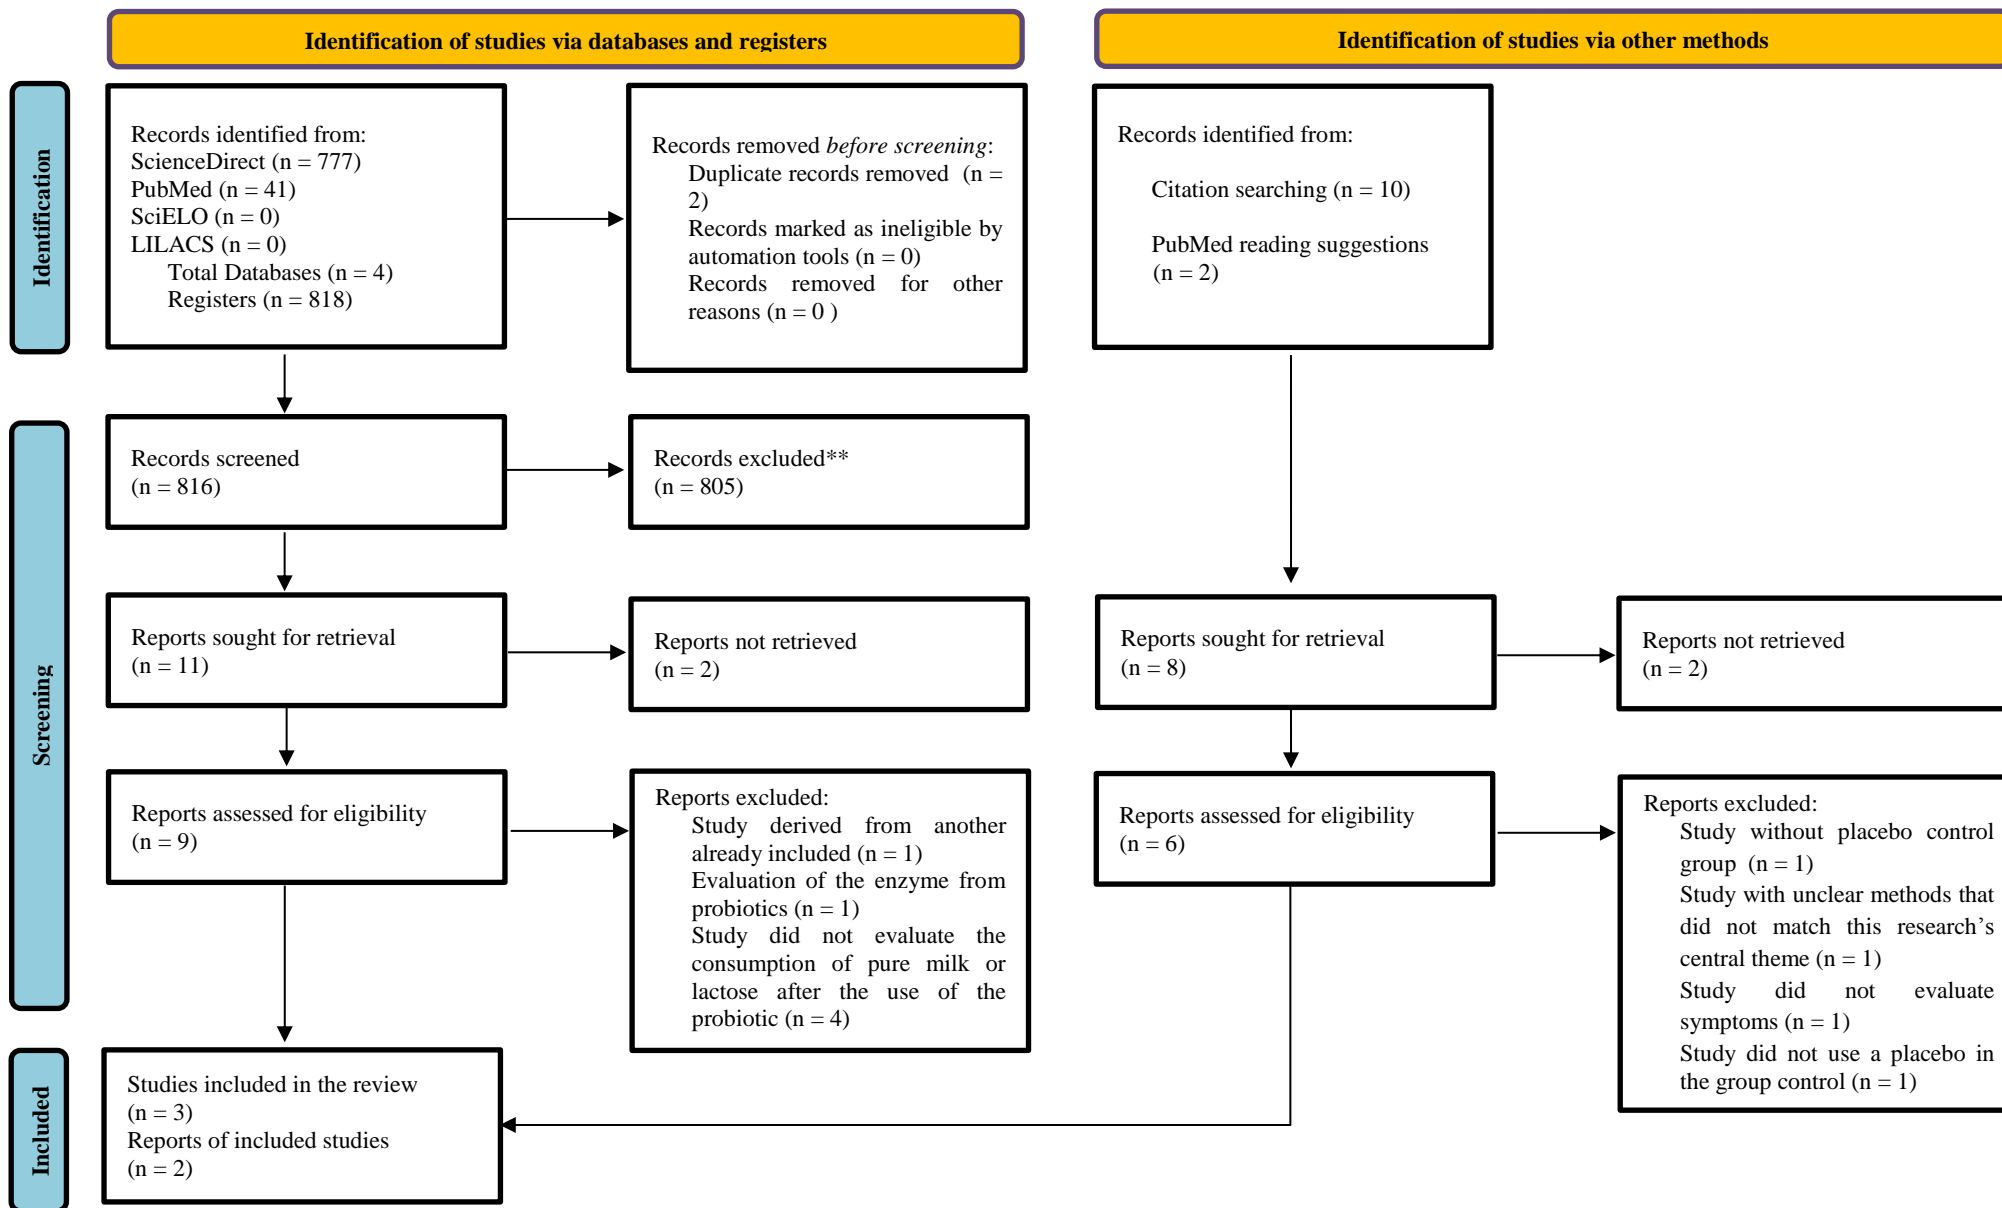 Identification of studies via databases and registers
Identification of studies via other methods
Identification
Records identified from:
ScienceDirect (n = 777)
PubMed (n = 41)
SciELO (n = 0)
LILACS (n = 0)
Total Databases (n = 4)
Registers (n = 818)
Records removed before screening:
Duplicate records removed (n =
2)
Records marked as ineligible by
automation tools (n = 0)
Records removed for other
reasons (n = 0 )
Records identified from:
Citation searching (n = 10)
PubMed reading suggestions
(n = 2)
Screening
Records screened
(n = 816)
Records excluded**
(n = 805)
Reports sought for retrieval
(n = 11)
Reports not retrieved
(n = 2)
Reports sought for retrieval
(n = 8)
Reports not retrieved
(n = 2)
Reports assessed for eligibility
(n = 9)
Reports excluded:
Study derived from another
already included (n = 1)
Evaluation of the enzyme from
probiotics (n = 1)
Study did not evaluate the
consumption of pure milk or
lactose after the use of the
probiotic (n = 4)
Reports assessed for eligibility
(n = 6)
Reports excluded:
Study without placebo control
group (n = 1)
Study with unclear methods that
did not match this research’s
central theme (n = 1)
Study did not evaluate
symptoms (n = 1)
Study did not use a placebo in
the group control (n = 1)
Included
Studies included in the review
(n = 3)
Reports of included studies
(n = 2)